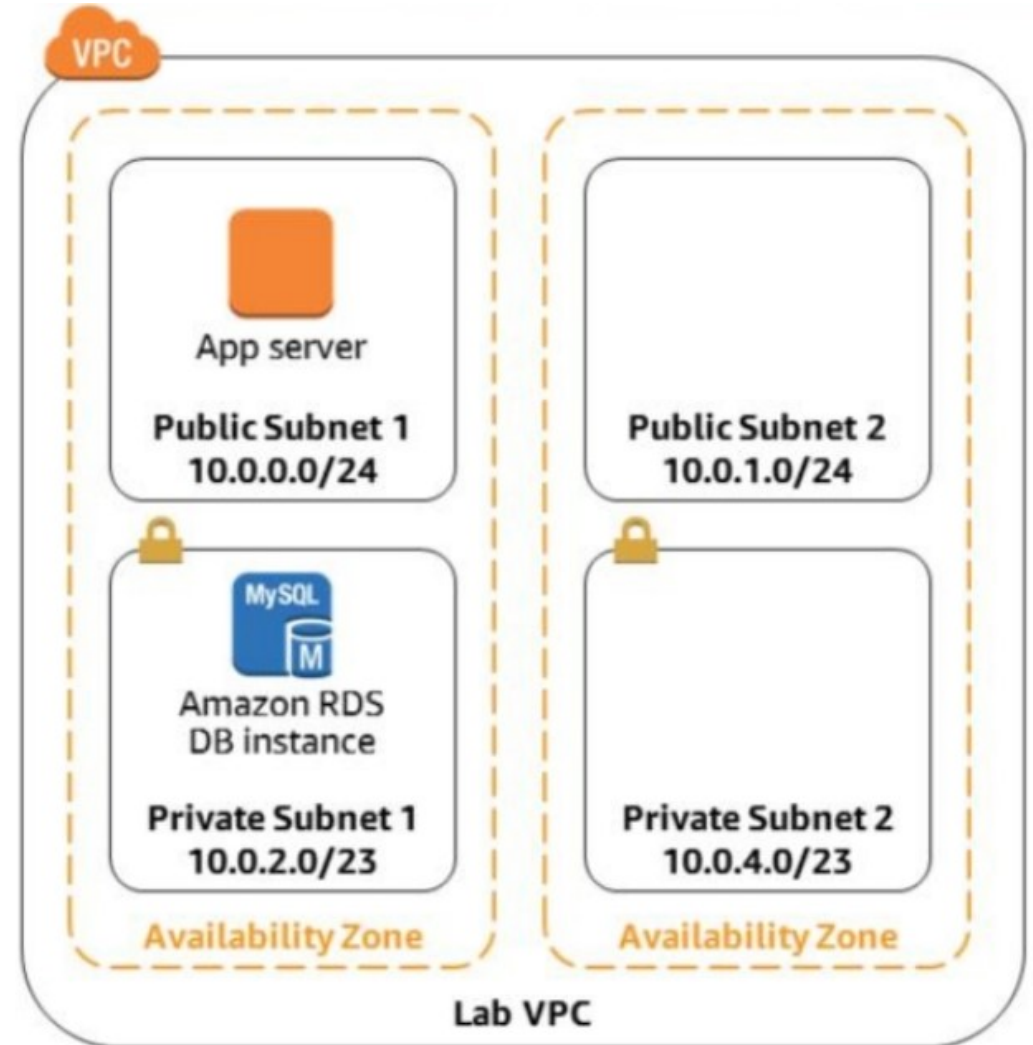 VPC
App server
Public Subnet 1
10.0.0.0/24
Public Subnet 2
10.0.1.0/24
MySQL
M
Amazon RDS
DB instance
Private Subnet 1
10.0.2.0/23
Private Subnet 2
10.0.4.0/23
Availability Zone
Availability Zone
Lab VPC